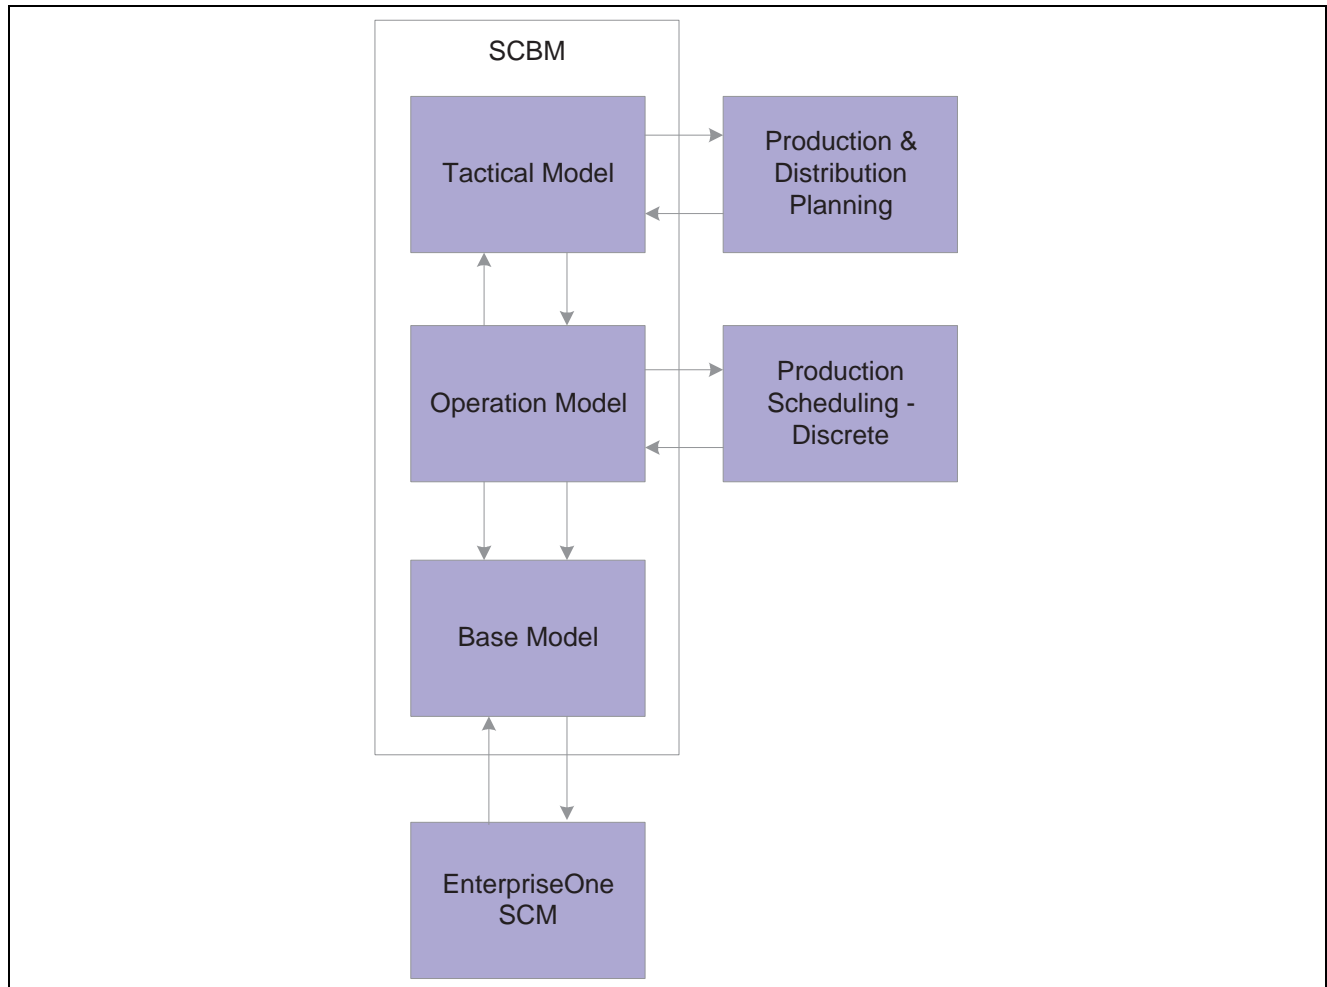 SCBM
Tactical Model
Production &
Distribution
Planning
Operation Model
Production
Scheduling -
Discrete
Base Model
EnterpriseOne
SCM